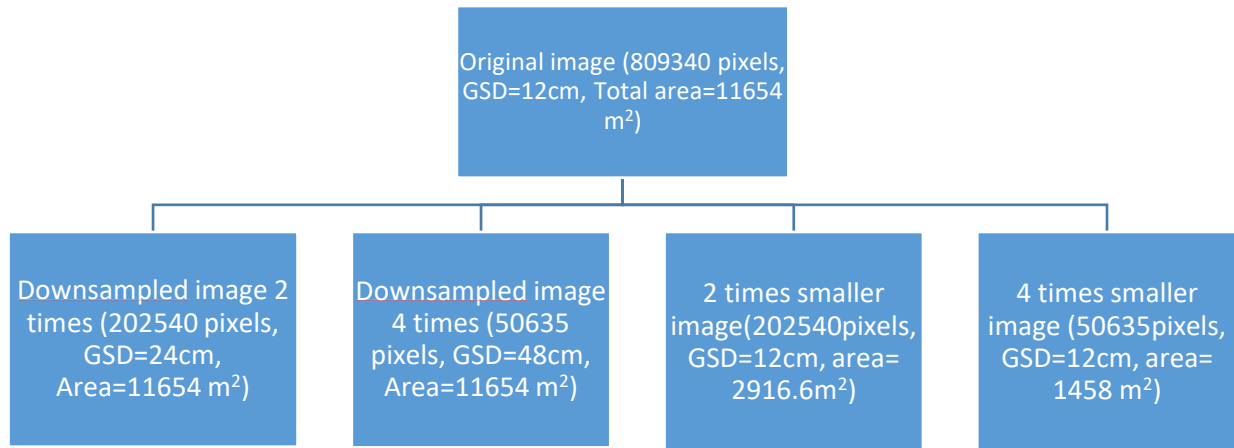 Original image (809340 pixels,
GSD=12cm, Total area=11654
m²)
Downsampled image 2
times (202540 pixels,
GSD=24cm,
Area=11654 m²)
Downsampled image
4 times (50635
pixels, GSD=48cm,
Area=11654 m²)
2 times smaller
image(202540pixels,
GSD=12cm, area=
2916.6m²)
4 times smaller
image (50635pixels,
GSD=12cm, area=
1458 m²)